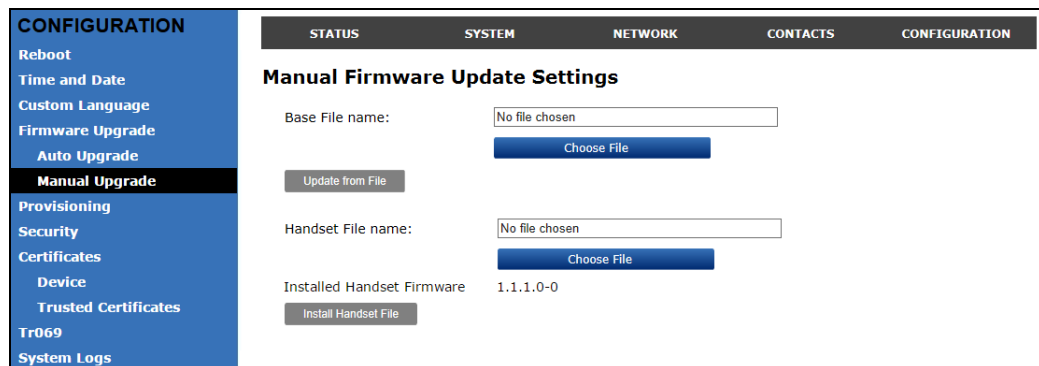 CONFIGURATION
Reboot
Time and Date
Custom Language
Firmware Upgrade
Auto Upgrade
Manual Upgrade
Provisioning
Security
Certificates
Device
Trusted Certificates
Tr069
System Logs
STATUS SYSTEM NETWORK CONTACTS CONFIGURATION
Manual Firmware Update Settings
Base File name: No file chosen
Choose File
Update from File
Handset File name: No file chosen
Choose File
Installed Handset Firmware 1.1.1.0-0
Install Handset File